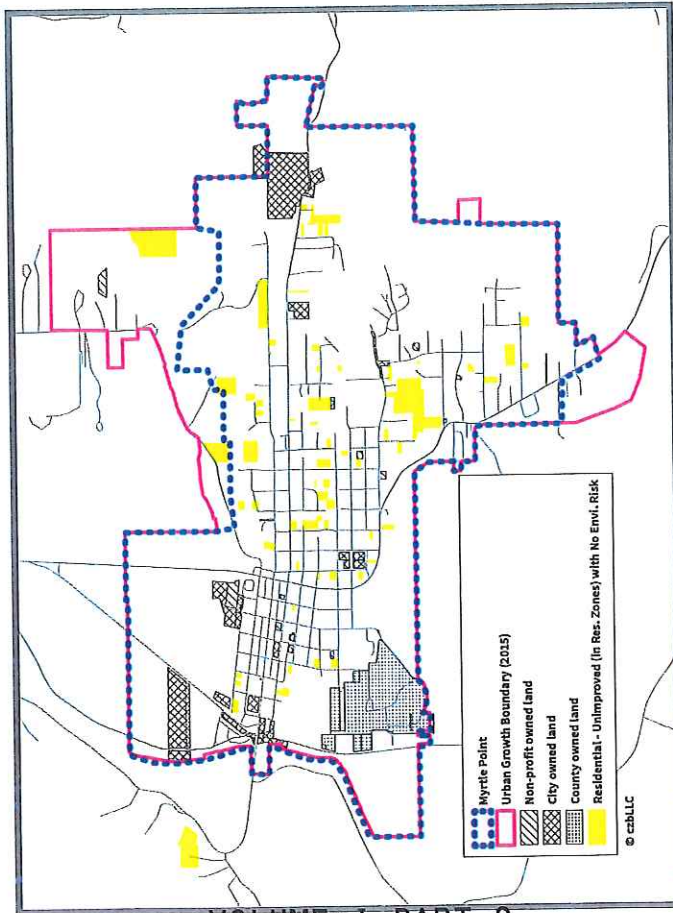 Myrtle Point
Urban Growth Boundary (2015)
Non-profit owned land
City owned land
County owned land
Residential - Unimproved (In Res. Zones) with No Envi. Risk
© czbLLC